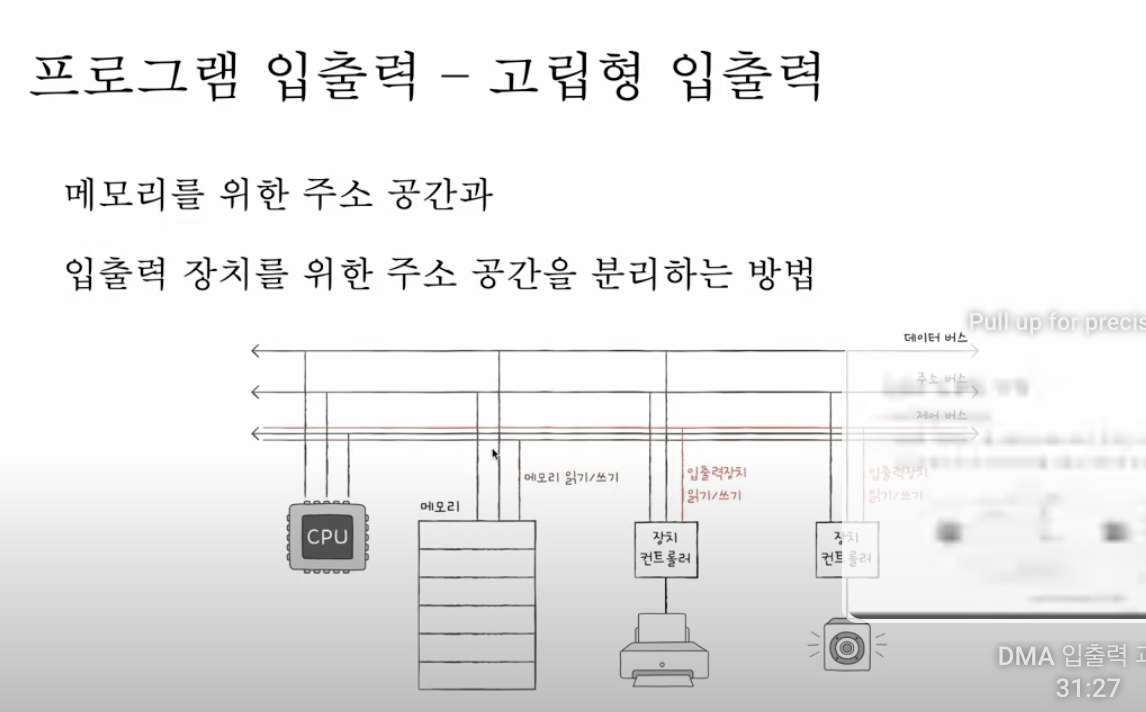 프로그램 입출력 – 고립형 입출력
메모리를 위한 주소 공간과
입출력 장치를 위한 주소 공간을 분리하는 방법
Pull up for
데이터 버스
주소 버스
제어 버스
메모리 읽기/쓰기
입출력장치
읽기/쓰기
입출력장치
읽기/쓰기
메모리
CPU
장치
컨트롤러
장치
컨트롤러
DMA 입출력
31:27